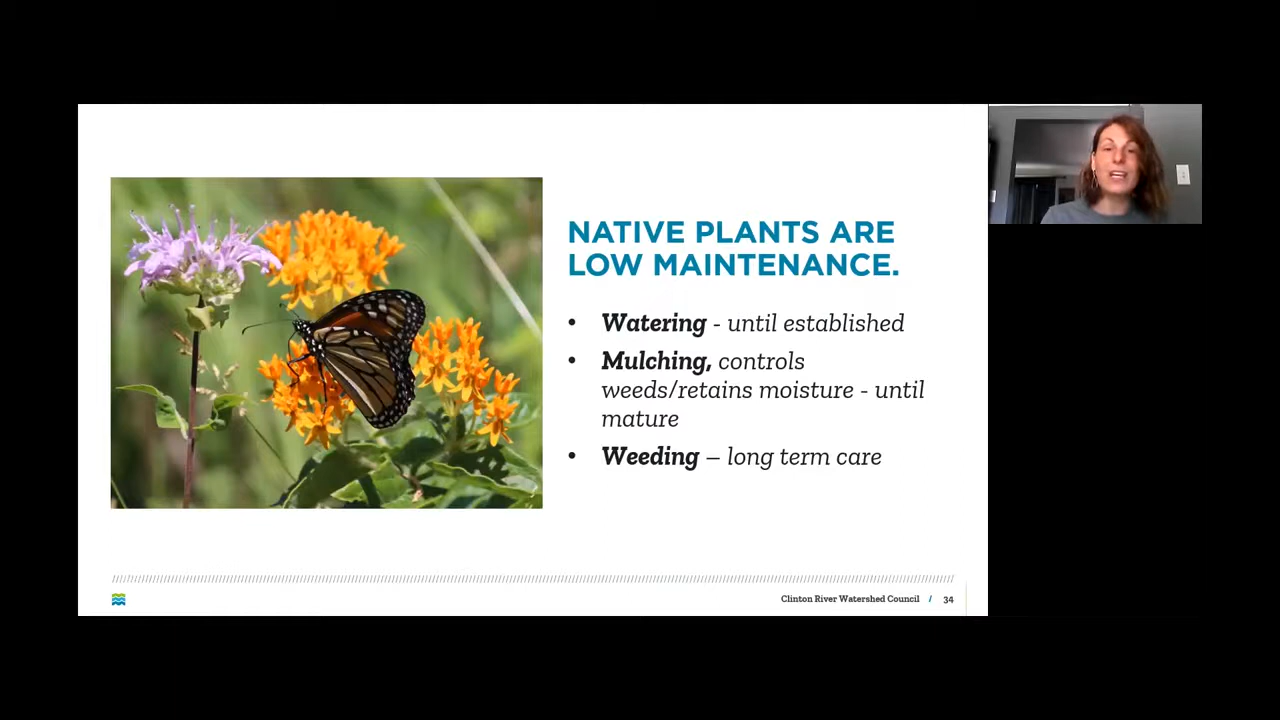 NATIVE PLANTS ARE
LOW MAINTENANCE.
• Watering - until established
• Mulching, controls
weeds/retains moisture - until
mature
• Weeding – long term care
Clinton River Watershed Council / 34